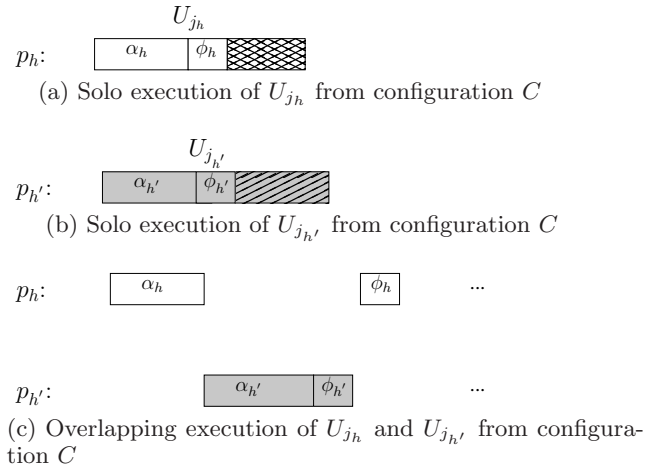 U_{j_h}
p_h: α_h ϕ_h
(a) Solo execution of U_{j_h} from configuration C
U_{j_{h'}}
p_{h'}: α_{h'} ϕ_{h'}
(b) Solo execution of U_{j_{h'}} from configuration C
p_h: α_h ϕ_h ...
p_{h'}: α_{h'} ϕ_{h'} ...
(c) Overlapping execution of U_{j_h} and U_{j_{h'}} from configura-
tion C